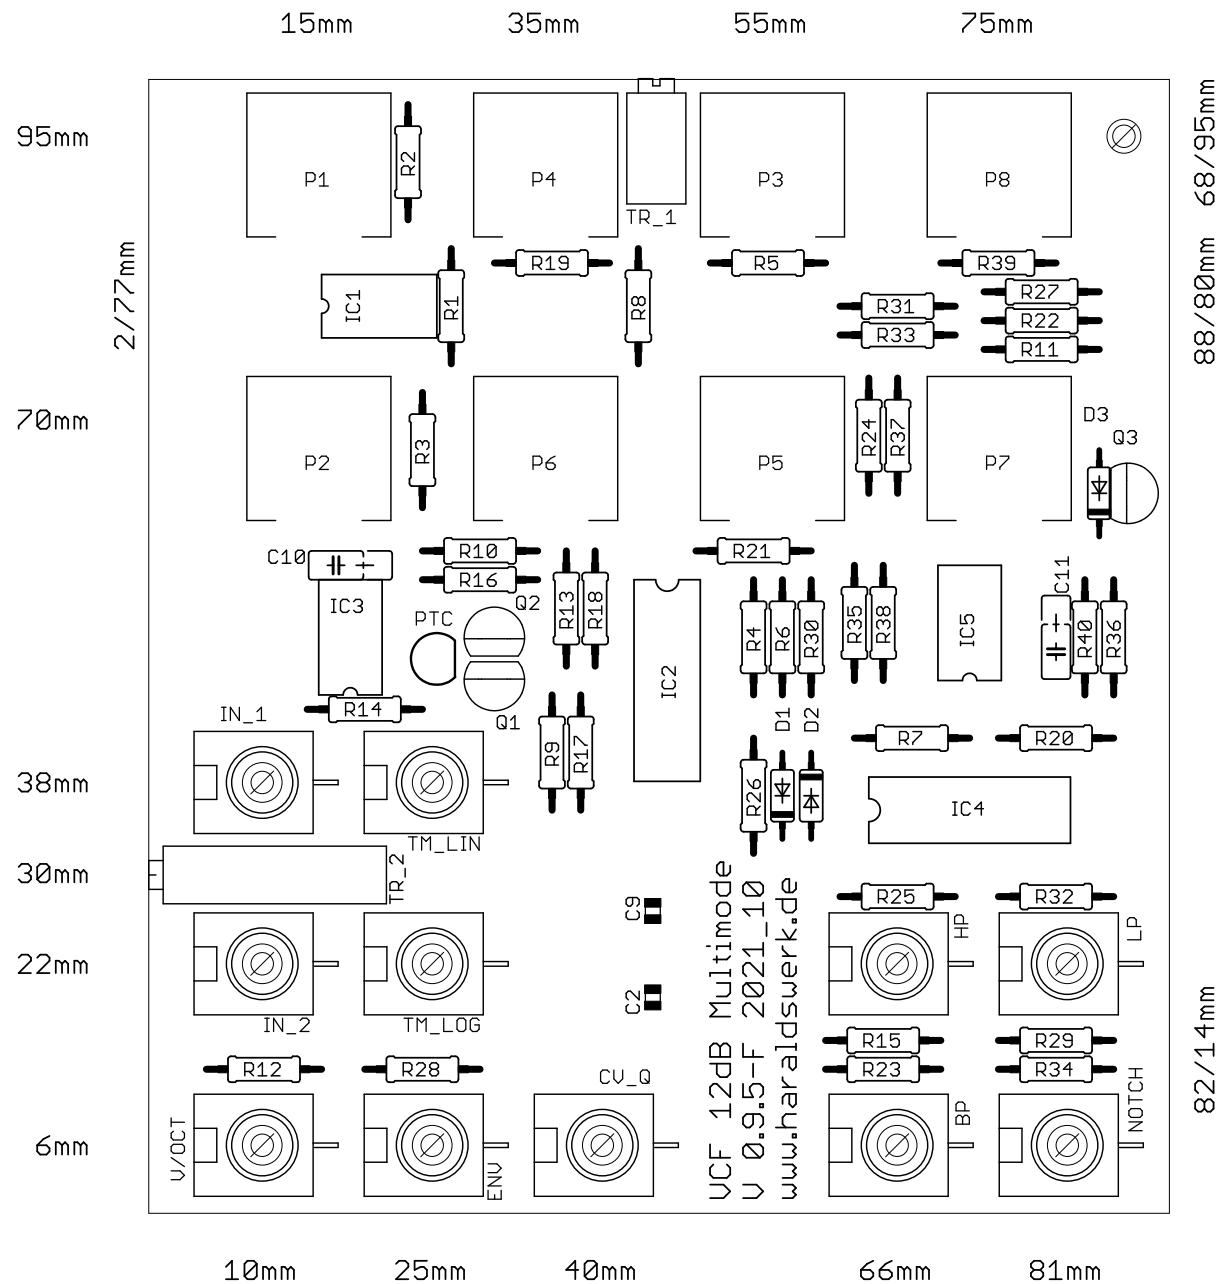 15mm
35mm
55mm
75mm
95mm
68/95mm
P1
R2
P4
TR_1
P3
P8
2/77mm
88/80mm
R19
R5
R39
IC1
R1
R8
R31
R33
R27
R22
R11
70mm
P2
R3
P6
P5
R24
R37
P7
D3
Q3
C10
IC3
R10
R16
R21
C11
PTC
Q2
R13
R18
R4
R6
R30
R35
R38
IC5
R40
R36
IC2
R14
Q1
D1
D2
IN_1
R9
R17
R7
R20
38mm
TM_LIN
R26
IC4
30mm
TR_2
C9
R25
R32
HP
LP
22mm
IN_2
TM_LOG
C2
VCF 12dB Multimode
V 0.9.5-F 2021_10
www.haraldswerk.de
R15
R23
R29
R34
82/14mm
R12
R28
CV_Q
6mm
V/OCT
ENV
BP
NOTCH
10mm
25mm
40mm
66mm
81mm